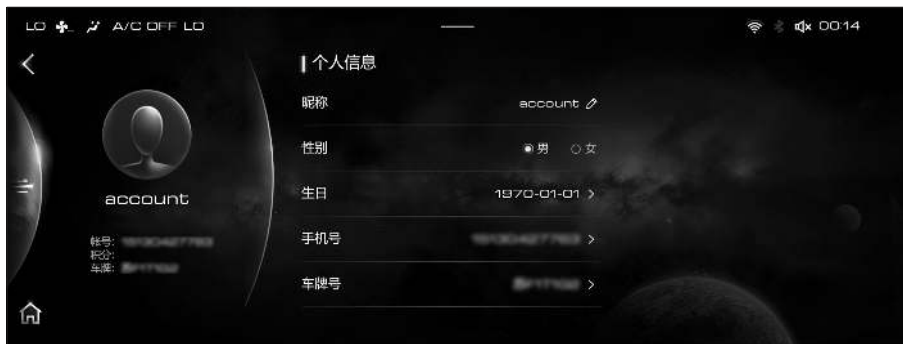 LO A/C OFF LO
00:14
个人信息
昵称 account
性别 男 女
生日 1970-01-01
手机号
车牌号
account
帐号:
积分:
车牌: